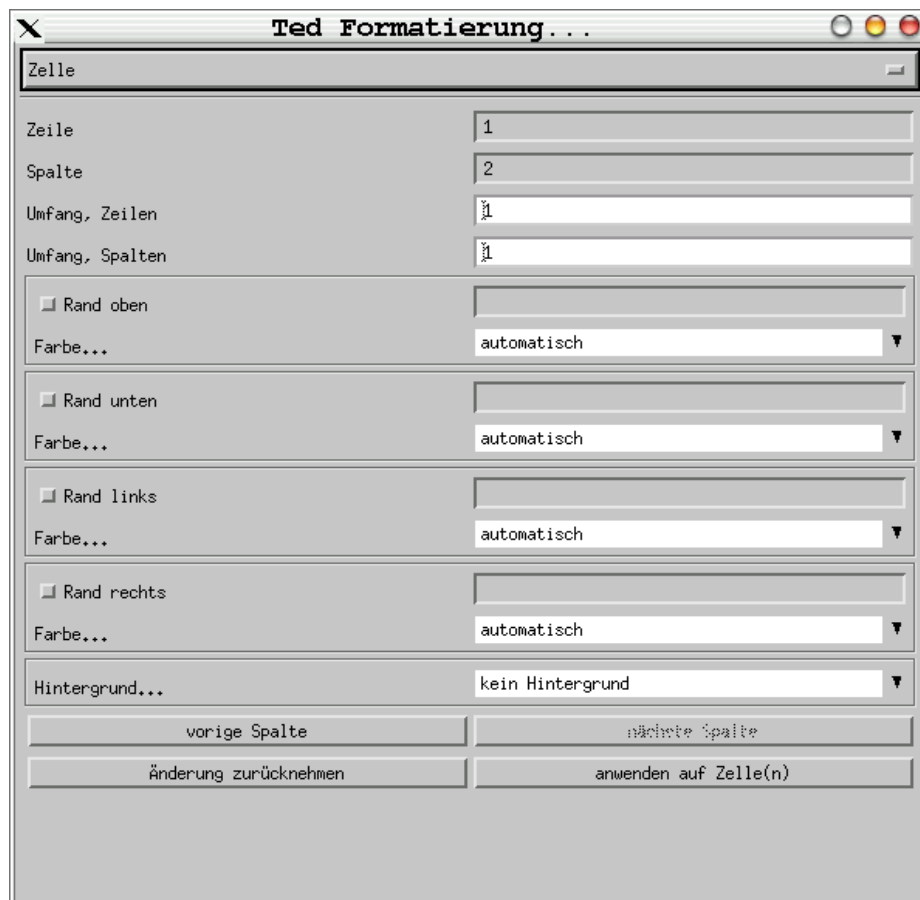 Ted Formatierung...
Zelle
Zeile 1
Spalte 2
Umfang, Zeilen 1
Umfang, Spalten 1
Rand oben
Farbe... automatisch
Rand unten
Farbe... automatisch
Rand links
Farbe... automatisch
Rand rechts
Farbe... automatisch
Hintergrund... kein Hintergrund
vorige Spalte nächste Spalte
Änderung zurücknehmen anwenden auf Zelle(n)